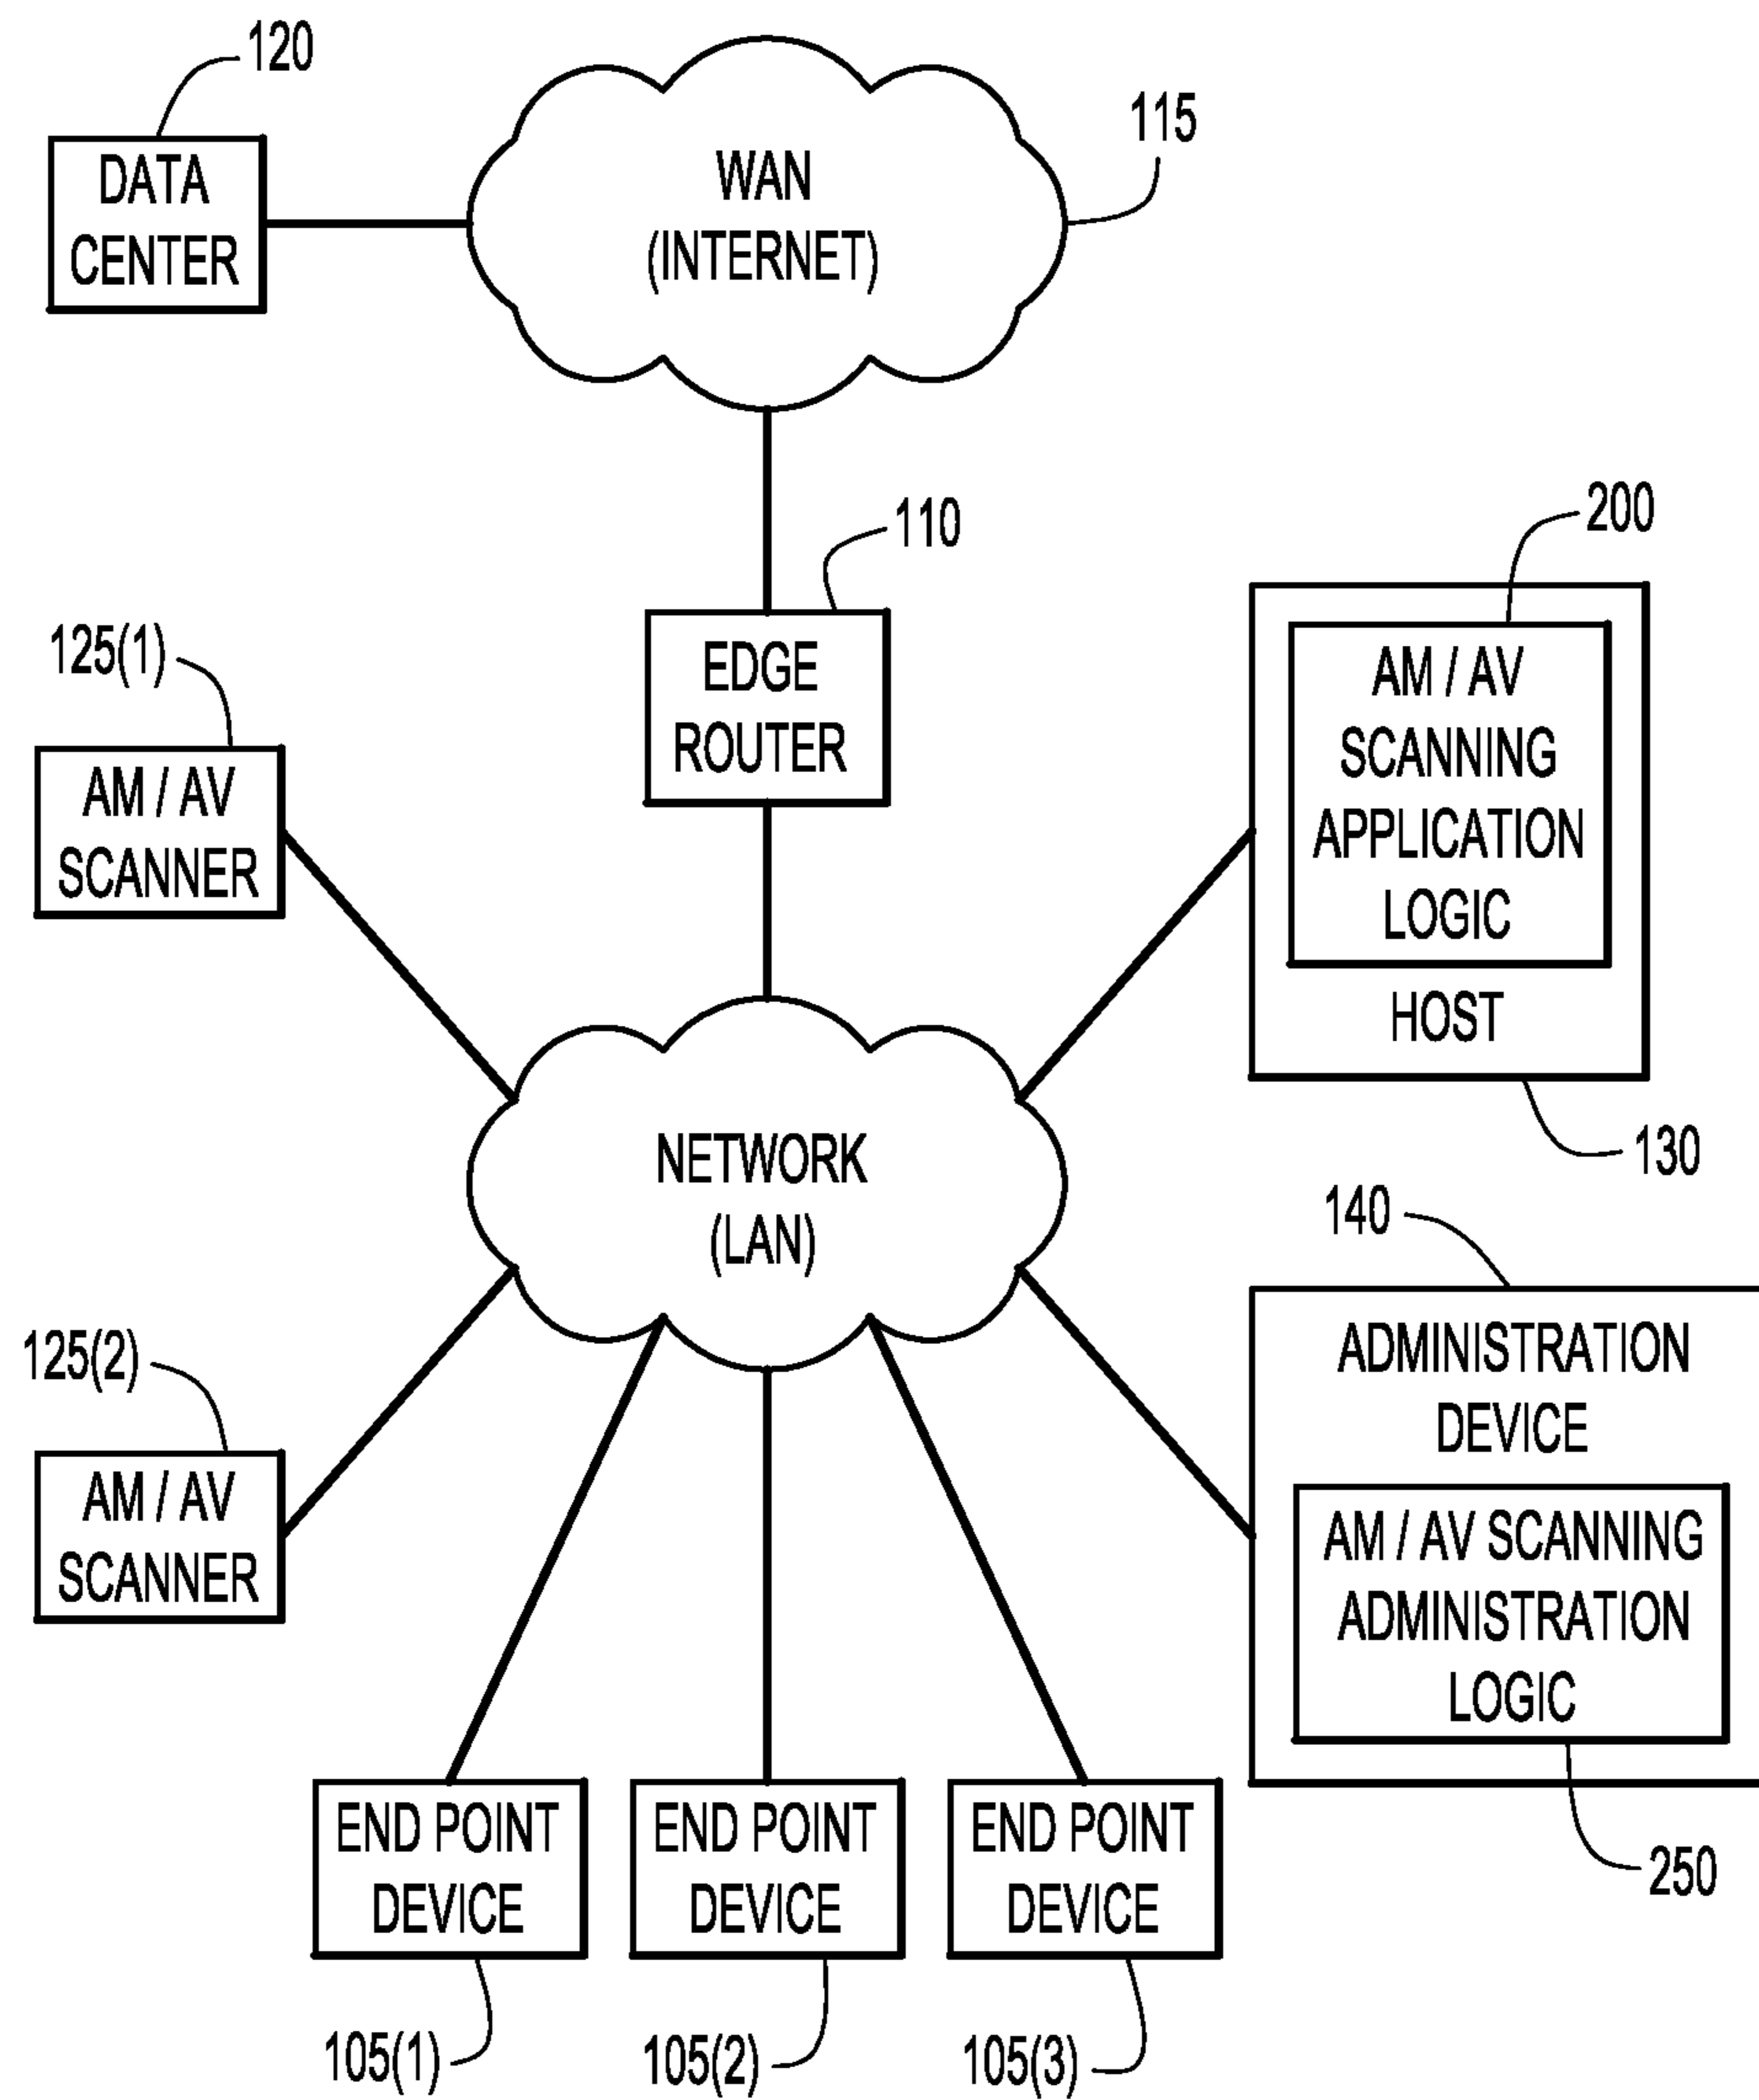 120
DATA
CENTER
WAN
(INTERNET)
115
110
EDGE
ROUTER
125(1)
AM / AV
SCANNER
200
AM / AV
SCANNING
APPLICATION
LOGIC
HOST
130
NETWORK
(LAN)
140
ADMINISTRATION
DEVICE
AM / AV SCANNING
ADMINISTRATION
LOGIC
250
125(2)
AM / AV
SCANNER
END POINT
DEVICE
105(1)
END POINT
DEVICE
105(2)
END POINT
DEVICE
105(3)